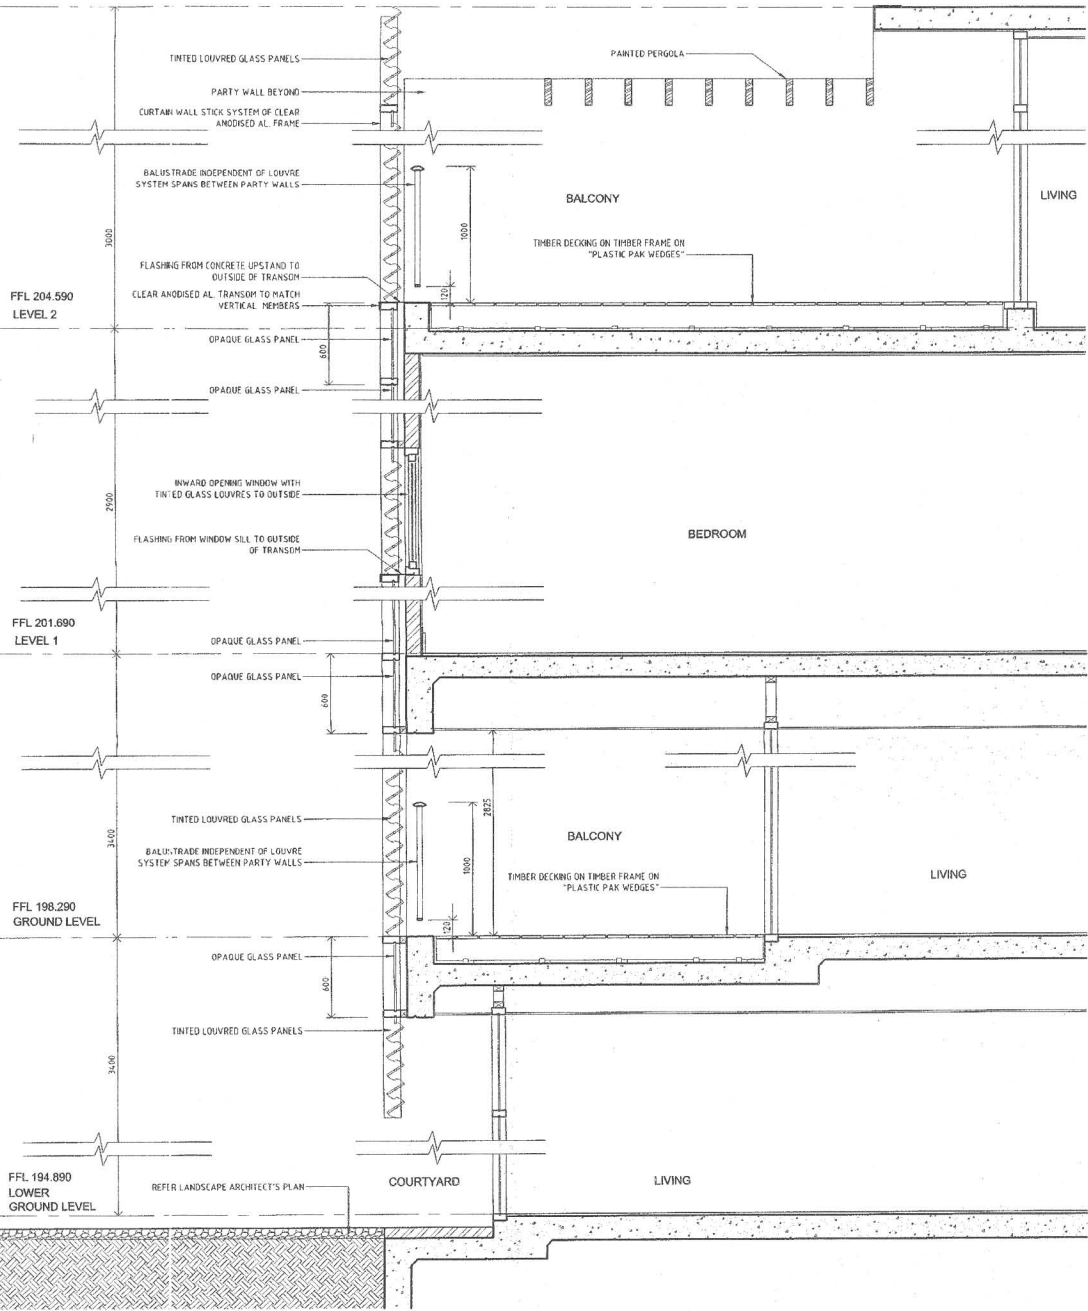 TINTED LOUVRED GLASS PANELS
PAINTED PERGOLA
PARTY WALL BEYOND
CURTAIN WALL STICK SYSTEM OF CLEAR
ANODISED AL. FRAME
BALUSTRADE INDEPENDENT OF LOUVRE
SYSTEM SPANS BETWEEN PARTY WALLS
BALCONY
LIVING
3000
1000
TIMBER DECKING ON TIMBER FRAME ON
"PLASTIC PAK WEDGES"
FLASHING FROM CONCRETE UPSTAND TO
OUTSIDE OF TRANSOM
120
FFL 204.590
LEVEL 2
CLEAR ANODISED AL. TRANSOM TO MATCH
VERTICAL MEMBERS
OPAQUE GLASS PANEL
600
OPAQUE GLASS PANEL
INWARD OPENING WINDOW WITH
TINTED GLASS LOUVRES TO OUTSIDE
2900
BEDROOM
FLASHING FROM WINDOW SILL TO OUTSIDE
OF TRANSOM
FFL 201.690
LEVEL 1
OPAQUE GLASS PANEL
OPAQUE GLASS PANEL
600
2825
TINTED LOUVRED GLASS PANELS
3400
BALCONY
BALUSTRADE INDEPENDENT OF LOUVRE
SYSTEM SPANS BETWEEN PARTY WALLS
1000
TIMBER DECKING ON TIMBER FRAME ON
"PLASTIC PAK WEDGES"
LIVING
FFL 198.290
GROUND LEVEL
120
OPAQUE GLASS PANEL
600
TINTED LOUVRED GLASS PANELS
3400
FFL 194.890
LOWER
GROUND LEVEL
REFER LANDSCAPE ARCHITECT'S PLAN
COURTYARD
LIVING